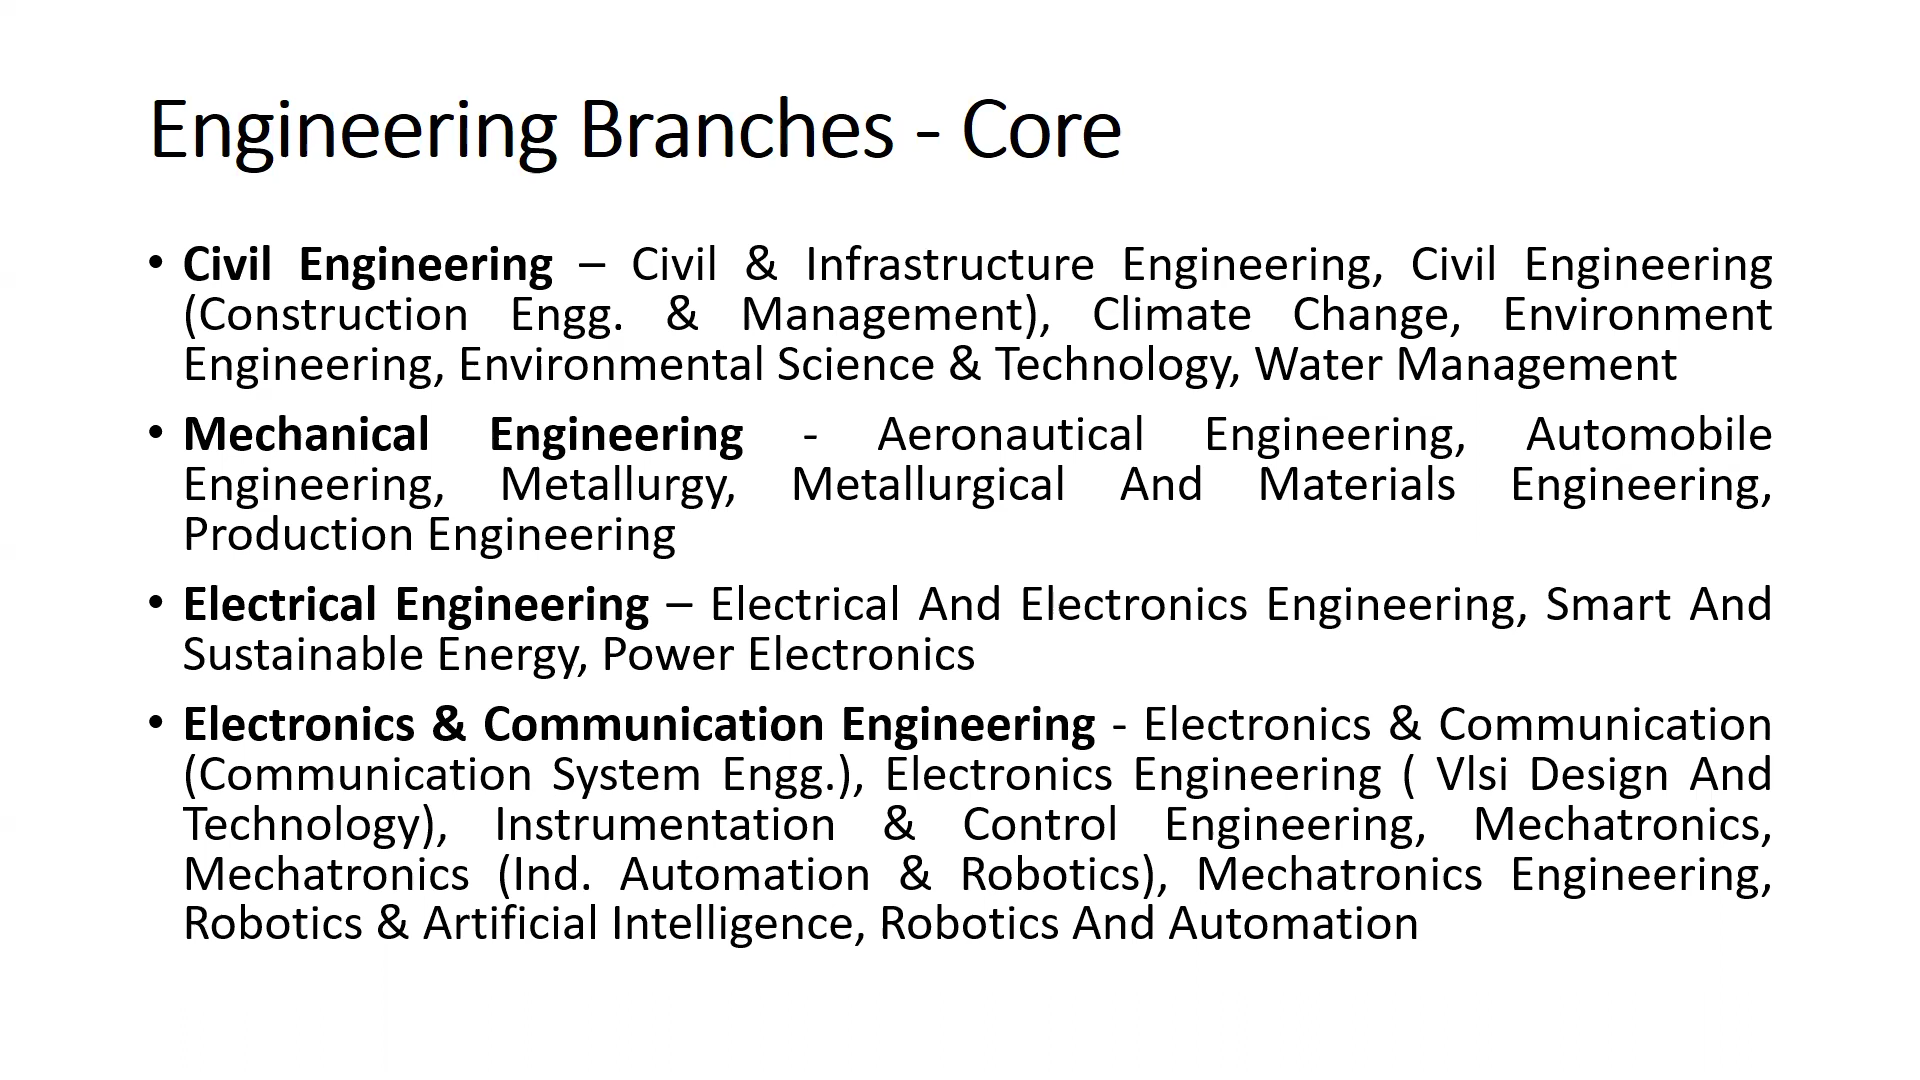 Engineering Branches - Core
• Civil Engineering – Civil & Infrastructure Engineering, Civil Engineering
(Construction Engg. & Management), Climate Change, Environment
Engineering, Environmental Science & Technology, Water Management
• Mechanical Engineering - Aeronautical Engineering, Automobile
Engineering, Metallurgy, Metallurgical And Materials Engineering,
Production Engineering
• Electrical Engineering – Electrical And Electronics Engineering, Smart And
Sustainable Energy, Power Electronics
• Electronics & Communication Engineering - Electronics & Communication
(Communication System Engg.), Electronics Engineering ( Vlsi Design And
Technology), Instrumentation & Control Engineering, Mechatronics,
Mechatronics (Ind. Automation & Robotics), Mechatronics Engineering,
Robotics & Artificial Intelligence, Robotics And Automation